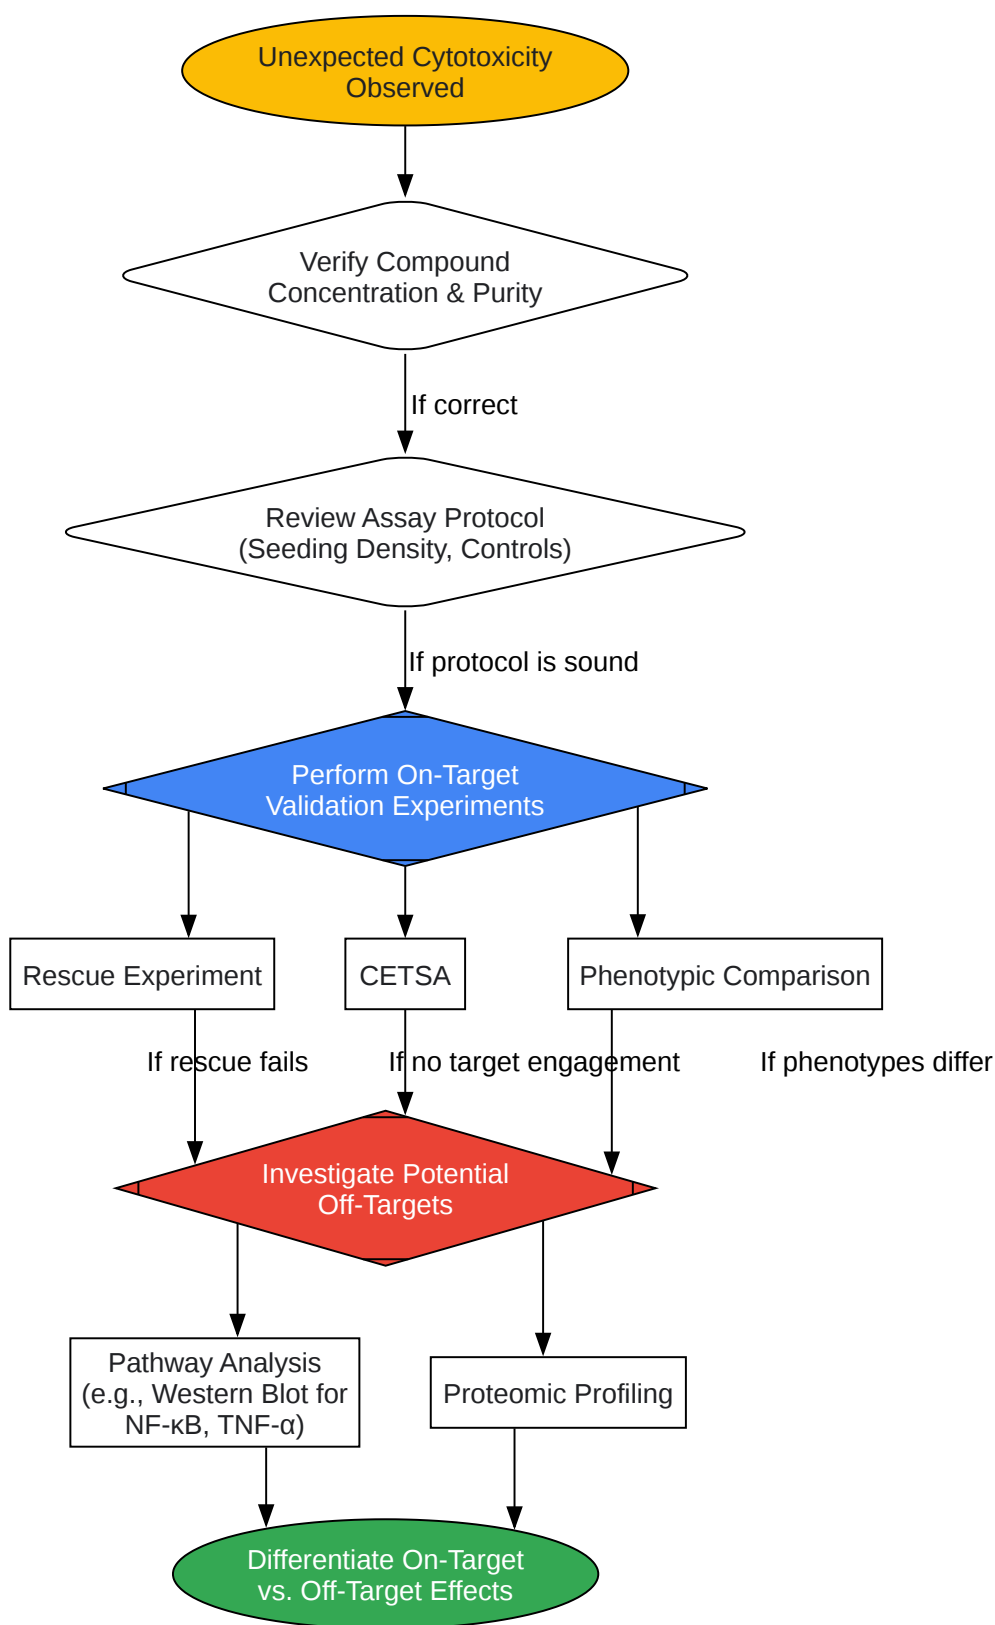 Unexpected Cytotoxicity
Observed
Verify Compound
Concentration & Purity
If correct
Review Assay Protocol
(Seeding Density, Controls)
If protocol is sound
Perform On-Target
Validation Experiments
Rescue Experiment
CETSA
Phenotypic Comparison
If rescue fails
If no target engagement
If phenotypes differ
Investigate Potential
Off-Targets
Pathway Analysis
(e.g., Western Blot for
NF-κB, TNF-α)
Proteomic Profiling
Differentiate On-Target
vs. Off-Target Effects